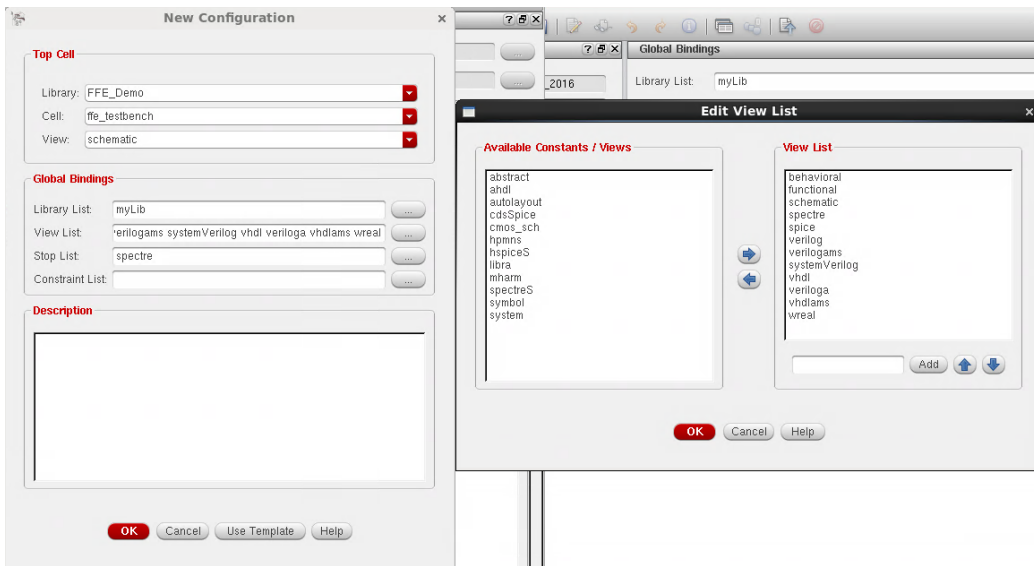 New Configuration
Top Cell
Library: FFE_Demo
Cell: ffe_testbench
View: schematic
Global Bindings
Library List: myLib
View List: verilogams systemVerilog vhdl veriloga vhdlams wreal
Stop List: spectre
Constraint List:
Description
OK Cancel Use Template Help
_2016
Global Bindings
Library List: myLib
Edit View List
Available Constants / Views
abstract
ahdl
autolayout
cdsSpice
cmos_sch
hpmns
hspiceS
libra
mharm
spectreS
symbol
system
View List
behavioral
functional
schematic
spectre
spice
verilog
verilogams
systemVerilog
vhdl
veriloga
vhdlams
wreal
Add
OK Cancel Help